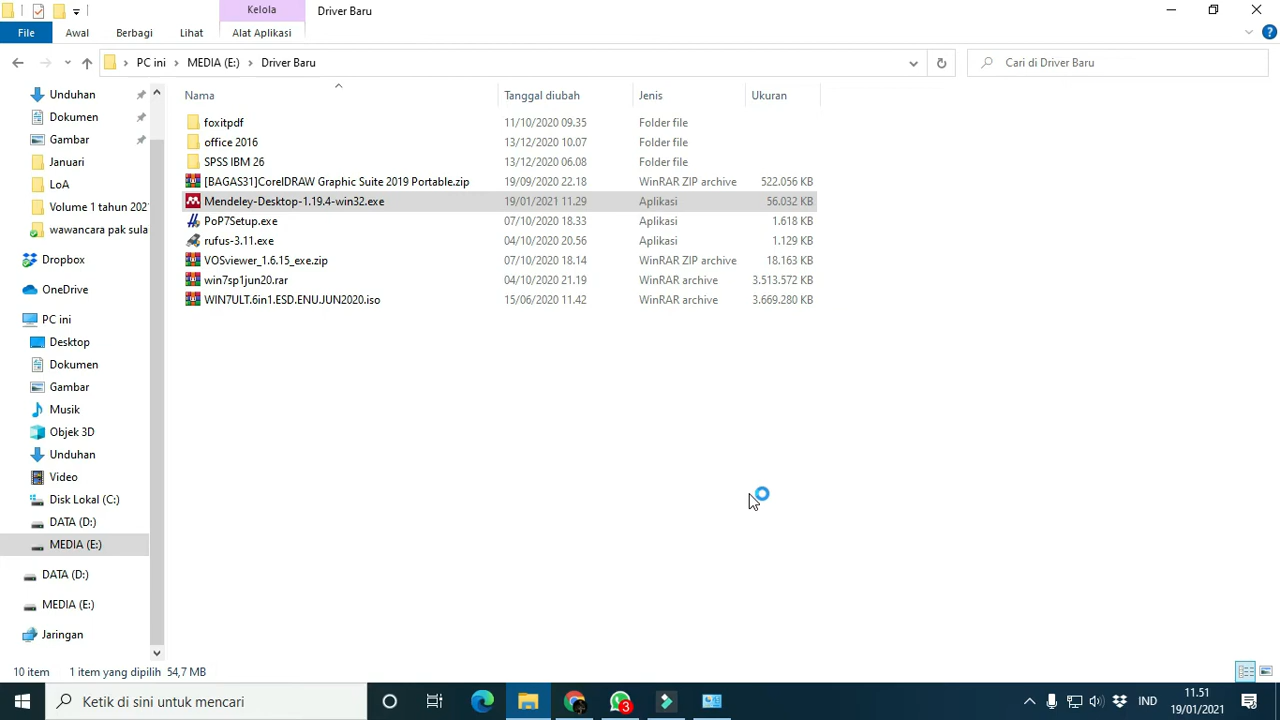 Kelola
Driver Baru
File
Awal
Berbagi
Lihat
Alat Aplikasi
PC ini
MEDIA (E:)
Driver Baru
Cari di Driver Baru
Nama
Tanggal diubah
Jenis
Ukuran
foxitpdf 11/10/2020 09.35 Folder file
office 2016 13/12/2020 10.07 Folder file
SPSS IBM 26 13/12/2020 06.08 Folder file
[BAGAS31]CorelDRAW Graphic Suite 2019 Portable.zip 19/09/2020 22.18 WinRAR ZIP archive 522.056 KB
Mendeley-Desktop-1.19.4-win32.exe 19/01/2021 11.29 Aplikasi 56.032 KB
PoP7Setup.exe 07/10/2020 18.33 Aplikasi 1.618 KB
rufus-3.11.exe 04/10/2020 20.56 Aplikasi 1.129 KB
VOSviewer_1.6.15_exe.zip 07/10/2020 18.14 WinRAR ZIP archive 18.163 KB
win7sp1jun20.rar 04/10/2020 21.19 WinRAR archive 3.513.572 KB
WIN7ULT.6in1.ESD.ENU.JUN2020.iso 15/06/2020 11.42 WinRAR archive 3.669.280 KB
Unduhan
Dokumen
Gambar
Januari
LoA
Volume 1 tahun 202
wawancara pak sula
Dropbox
OneDrive
PC ini
Desktop
Dokumen
Gambar
Musik
Objek 3D
Unduhan
Video
Disk Lokal (C:)
DATA (D:)
MEDIA (E:)
DATA (D:)
MEDIA (E:)
Jaringan
10 item 1 item yang dipilih 54,7 MB
Ketik di sini untuk mencari
3
IND
11.51
19/01/2021